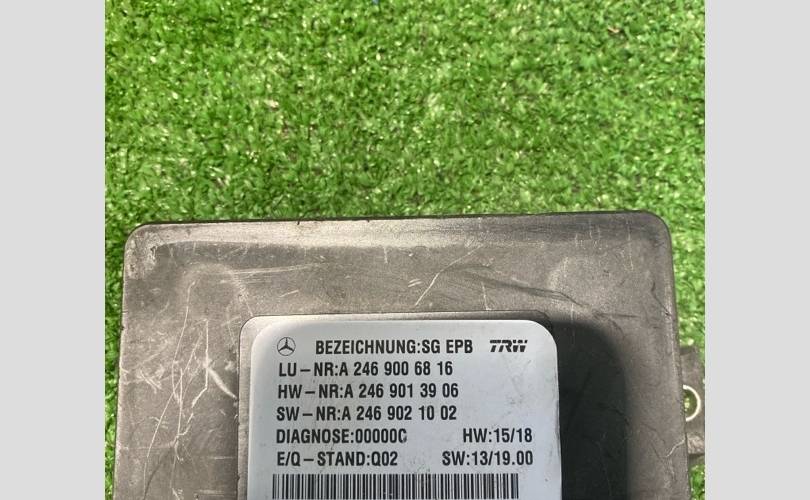 BEZEICHNUNG:SG EPB TRW
LU-NR:A 246 900 68 16
HW-NR:A 246 901 39 06
SW-NR:A 246 902 10 02
DIAGNOSE:00000C HW:15/18
E/Q-STAND:Q02 SW:13/19.00